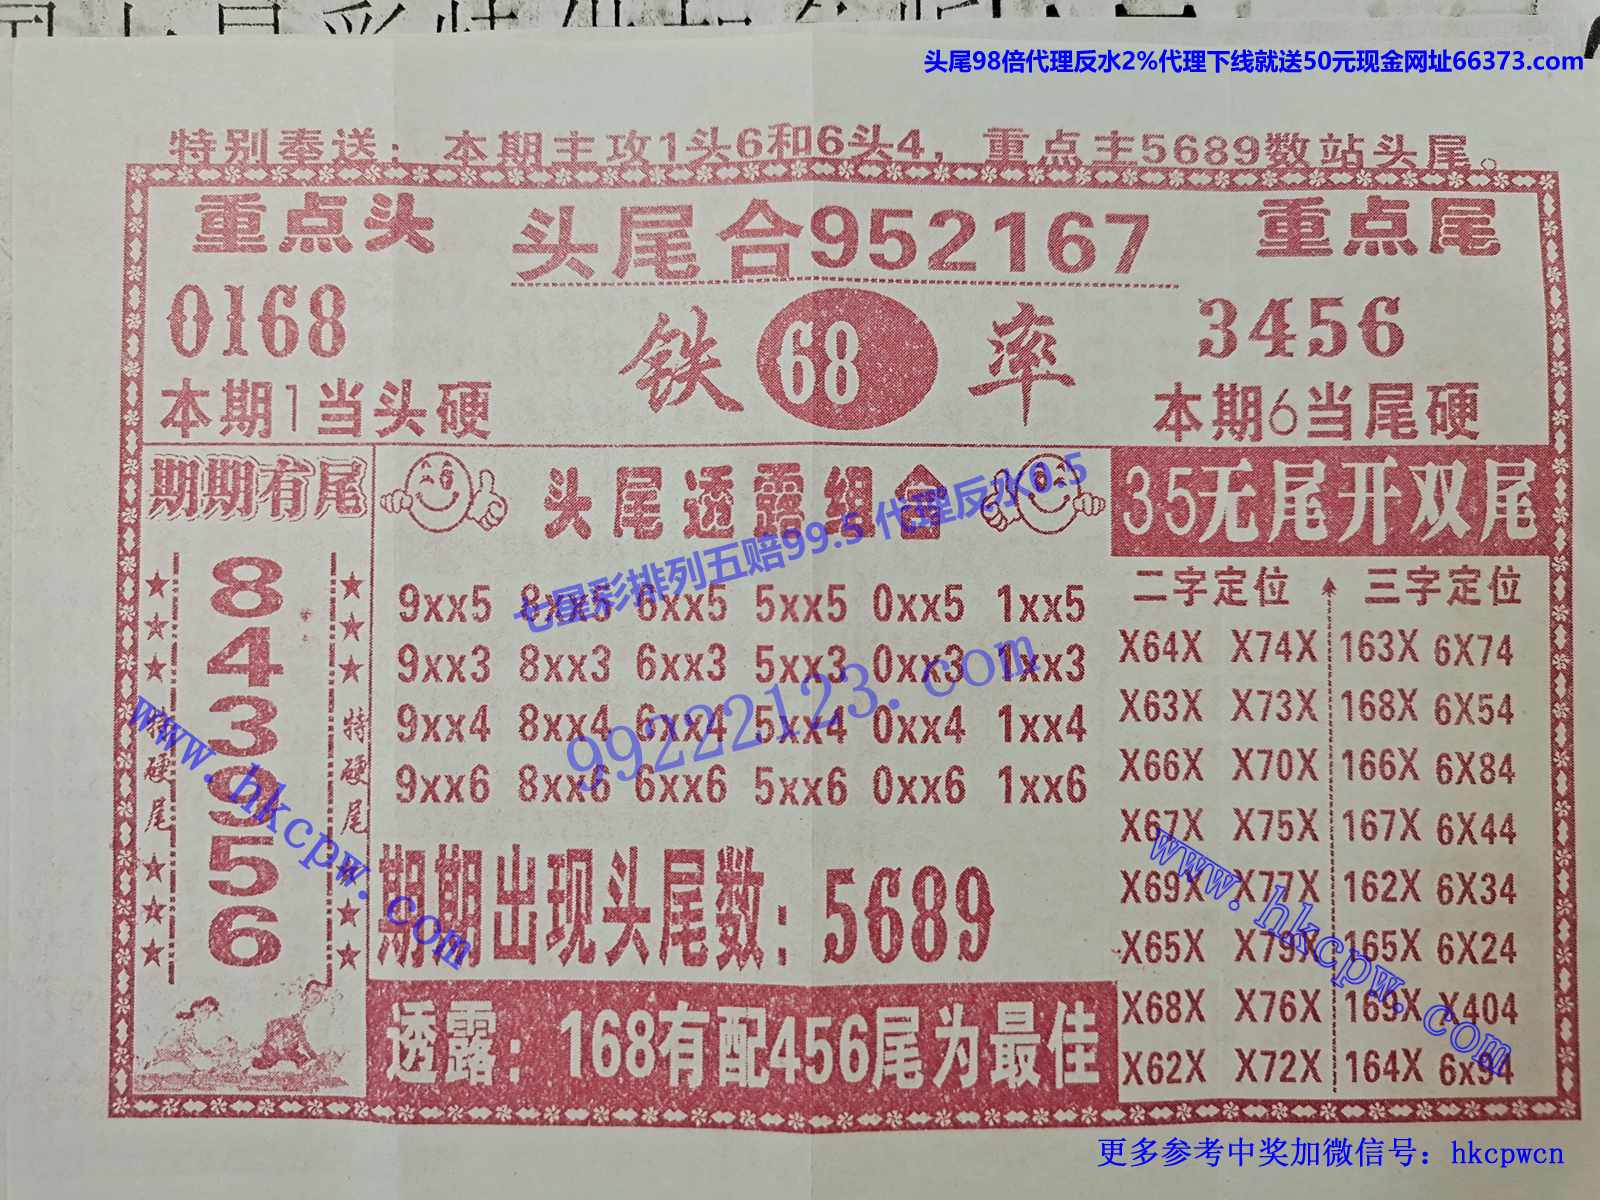 头尾98倍代理反水2%代理下线就送50元现金网址66373.com
特别奉送：本期主攻1头6和6头4，重点主5689数站头尾。
重点头
头尾合952167
重点尾
0168
铁 68 率
3456
本期1当头硬
本期6当尾硬
期期有尾
头尾透露组合
35无尾开双尾
七星彩排列五赔99.5 代理反水0.5
8
4
3
9
5
6
特硬尾
硬尾
9xx5 8xx5 6xx5 5xx5 0xx5 1xx5
9xx3 8xx3 6xx3 5xx3 0xx3 1xx3
9xx4 8xx4 6xx4 5xx4 0xx4 1xx4
9xx6 8xx6 6xx6 5xx6 0xx6 1xx6
99222123.com
期期出现头尾数：5689
透露：168有配456尾为最佳
二字定位 三字定位
X64X X74X 163X 6X74
X63X X73X 168X 6X54
X66X X70X 166X 6X84
X67X X75X 167X 6X44
X69X X77X 162X 6X34
X65X X79X 165X 6X24
X68X X76X 169X X404
X62X X72X 164X 6x94
www.hkcpw.com
www.hkcpw.com
更多参考中奖加微信号：hkcpwcn